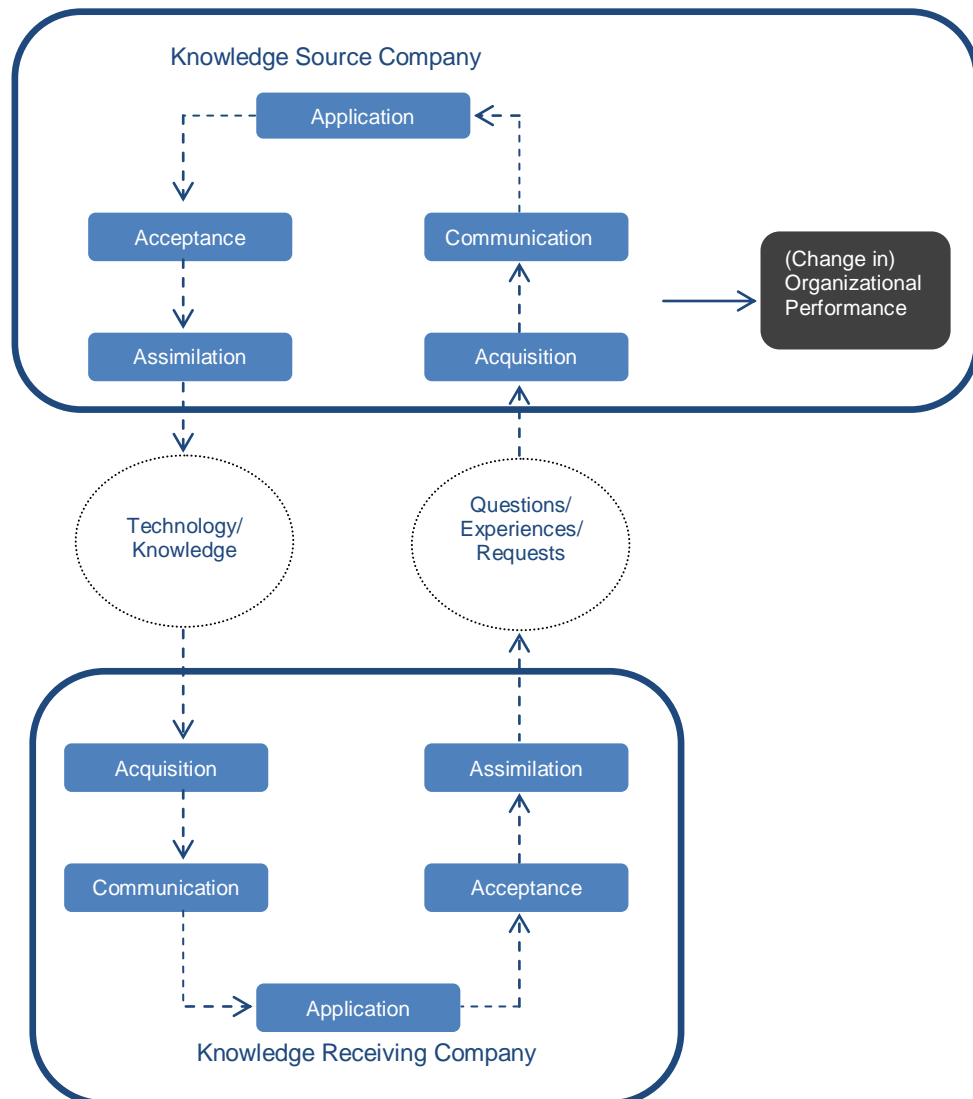 Knowledge Source Company
Application
Acceptance
Communication
(Change in)
Organizational
Performance
Assimilation
Acquisition
Technology/
Knowledge
Questions/
Experiences/
Requests
Acquisition
Assimilation
Communication
Acceptance
Application
Knowledge Receiving Company